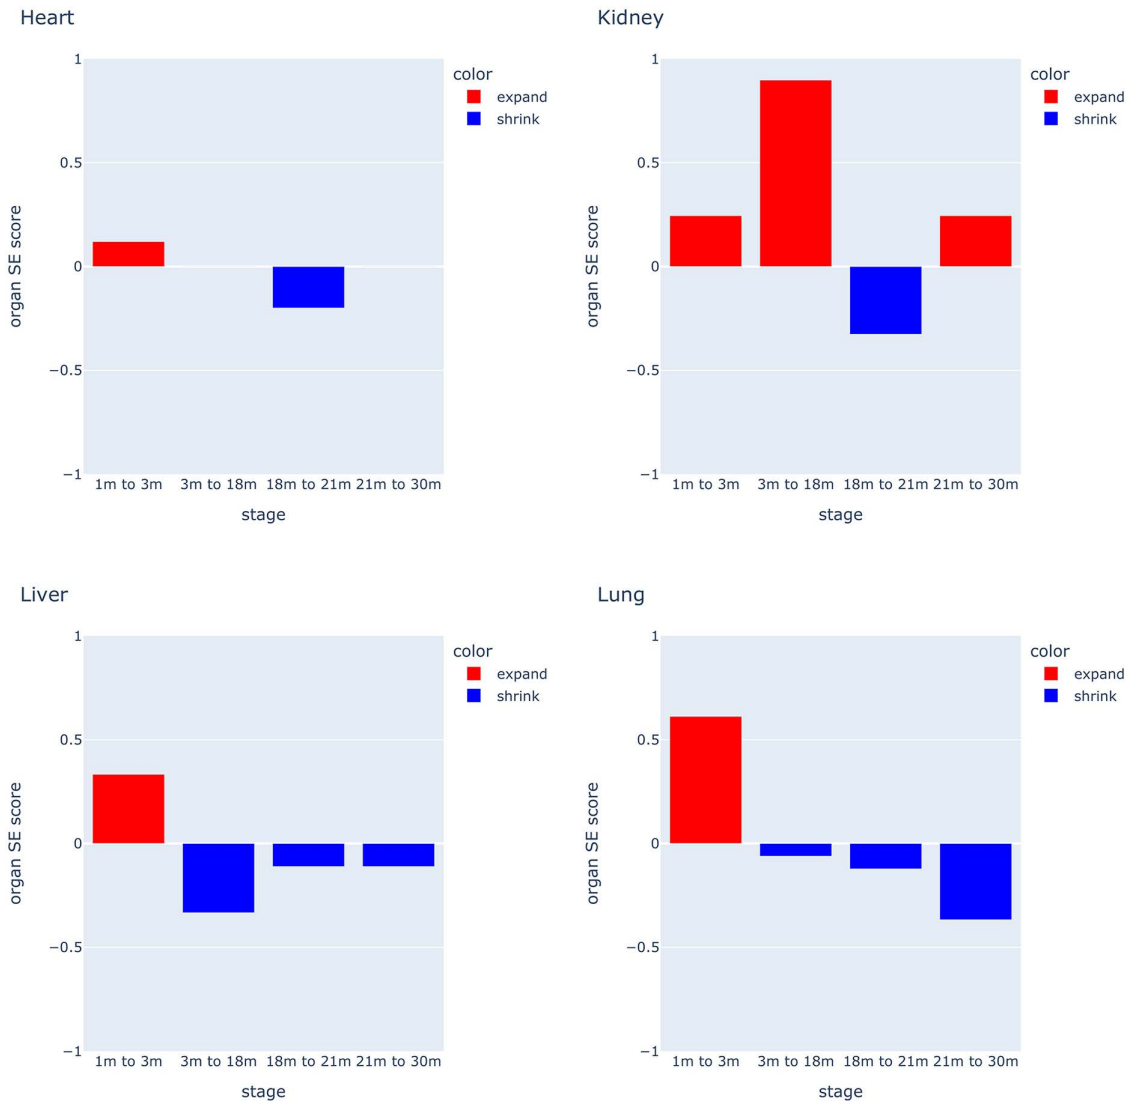 Heart
1
0.5
0
−0.5
−1
organ SE score
1m to 3m 3m to 18m 18m to 21m 21m to 30m
stage
color
expand
shrink
Kidney
1
0.5
0
−0.5
−1
organ SE score
1m to 3m 3m to 18m 18m to 21m 21m to 30m
stage
color
expand
shrink
Liver
1
0.5
0
−0.5
−1
organ SE score
1m to 3m 3m to 18m 18m to 21m 21m to 30m
stage
color
expand
shrink
Lung
1
0.5
0
−0.5
−1
organ SE score
1m to 3m 3m to 18m 18m to 21m 21m to 30m
stage
color
expand
shrink